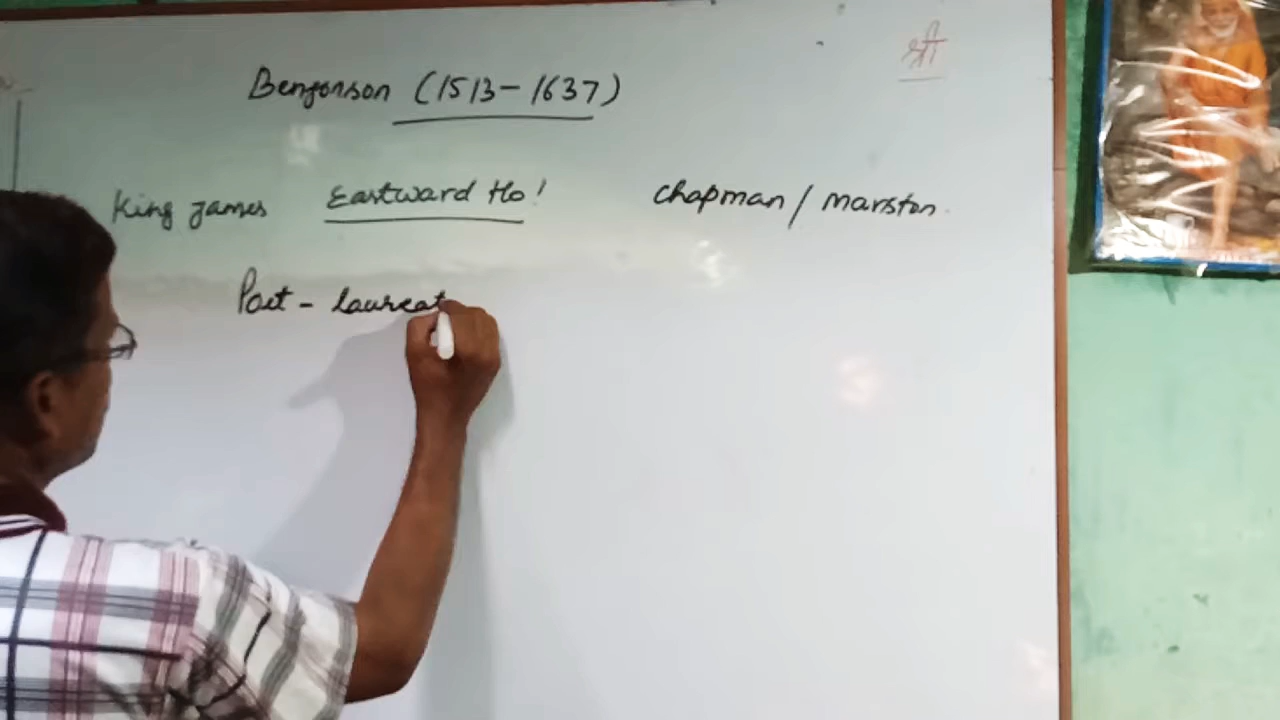 श्री
Benjonson (1513-1637)
King James Eastward Ho! Chapman / Marston.
Poet - laureat